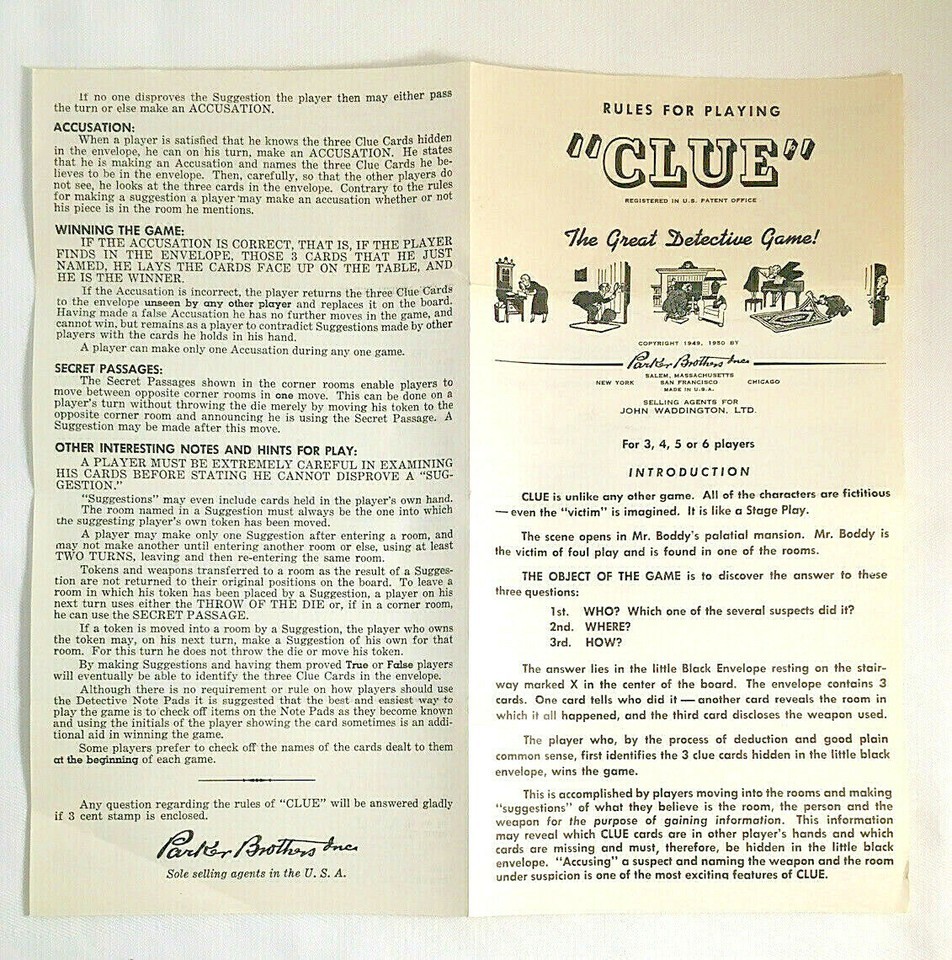 If no one disproves the Suggestion the player then may either pass
the turn or else make an ACCUSATION.
ACCUSATION:
When a player is satisfied that he knows the three Clue Cards hidden
in the envelope, he can on his turn, make an ACCUSATION. He states
that he is making an Accusation and names the three Clue Cards he be-
lieves to be in the envelope. Then, carefully, so that the other players do
not see, he looks at the three cards in the envelope. Contrary to the rules
for making a suggestion a player may make an accusation whether or not
his piece is in the room he mentions.
WINNING THE GAME:
IF THE ACCUSATION IS CORRECT, THAT IS, IF THE PLAYER
FINDS IN THE ENVELOPE, THOSE 3 CARDS THAT HE JUST
NAMED, HE LAYS THE CARDS FACE UP ON THE TABLE, AND
HE IS THE WINNER.
If the Accusation is incorrect, the player returns the three Clue Cards
to the envelope unseen by any other player and replaces it on the board.
Having made a false Accusation he has no further moves in the game, and
cannot win, but remains as a player to contradict Suggestions made by other
players with the cards he holds in his hand.
A player can make only one Accusation during any one game.
SECRET PASSAGES:
The Secret Passages shown in the corner rooms enable players to
move between opposite corner rooms in one move. This can be done on a
player's turn without throwing the die merely by moving his token to the
opposite corner room and announcing he is using the Secret Passage. A
Suggestion may be made after this move.
OTHER INTERESTING NOTES AND HINTS FOR PLAY:
A PLAYER MUST BE EXTREMELY CAREFUL IN EXAMINING
HIS CARDS BEFORE STATING HE CANNOT DISPROVE A "SUG-
GESTION."
"Suggestions" may even include cards held in the player's own hand.
The room named in a Suggestion must always be the one into which
the suggesting player's own token has been moved.
A player may make only one Suggestion after entering a room, and
may not make another until entering another room or else, using at least
TWO TURNS, leaving and then re-entering the same room.
Tokens and weapons transferred to a room as the result of a Sugges-
tion are not returned to their original positions on the board. To leave a
room in which his token has been placed by a Suggestion, a player on his
next turn uses either the THROW OF THE DIE or, if in a corner room,
he can use the SECRET PASSAGE.
If a token is moved into a room by a Suggestion, the player who owns
the token may, on his next turn, make a Suggestion of his own for that
room. For this turn he does not throw the die or move his token.
By making Suggestions and having them proved True or False players
will eventually be able to identify the three Clue Cards in the envelope.
Although there is no requirement or rule on how players should use
the Detective Note Pads it is suggested that the best and easiest way to
play the game is to check off items on the Note Pads as they become known
and using the initials of the player showing the card sometimes is an addi-
tional aid in winning the game.
Some players prefer to check off the names of the cards dealt to them
at the beginning of each game.
Any question regarding the rules of "CLUE" will be answered gladly
if 3 cent stamp is enclosed.
Parker Brothers Inc.
Sole selling agents in the U. S. A.
RULES FOR PLAYING
"CLUE"
REGISTERED IN U.S. PATENT OFFICE
The Great Detective Game!
COPYRIGHT 1949, 1950 BY
Parker Brothers Inc.
SALEM, MASSACHUSETTS
NEW YORK SAN FRANCISCO CHICAGO
MADE IN U.S.A.
SELLING AGENTS FOR
JOHN WADDINGTON, LTD.
For 3, 4, 5 or 6 players
INTRODUCTION
CLUE is unlike any other game. All of the characters are fictitious
— even the "victim" is imagined. It is like a Stage Play.
The scene opens in Mr. Boddy's palatial mansion. Mr. Boddy is
the victim of foul play and is found in one of the rooms.
THE OBJECT OF THE GAME is to discover the answer to these
three questions:
1st. WHO? Which one of the several suspects did it?
2nd. WHERE?
3rd. HOW?
The answer lies in the little Black Envelope resting on the stair-
way marked X in the center of the board. The envelope contains 3
cards. One card tells who did it — another card reveals the room in
which it all happened, and the third card discloses the weapon used.
The player who, by the process of deduction and good plain
common sense, first identifies the 3 clue cards hidden in the little black
envelope, wins the game.
This is accomplished by players moving into the rooms and making
"suggestions" of what they believe is the room, the person and the
weapon for the purpose of gaining information. This information
may reveal which CLUE cards are in other player's hands and which
cards are missing and must, therefore, be hidden in the little black
envelope. "Accusing" a suspect and naming the weapon and the room
under suspicion is one of the most exciting features of CLUE.